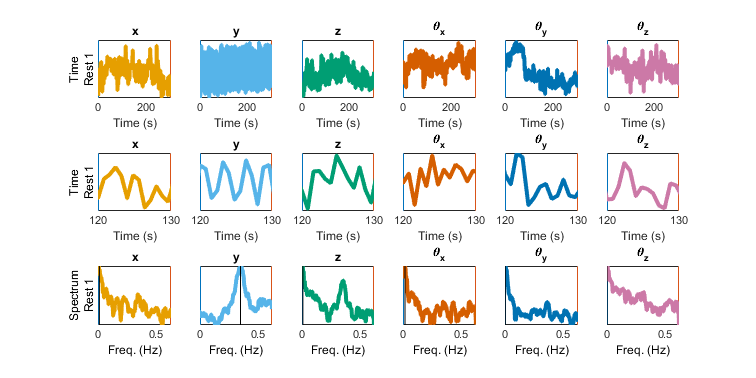 x y z θx θy θz
Time
Rest 1
0 200 0 200 0 200 0 200 0 200 0 200
Time (s) Time (s) Time (s) Time (s) Time (s) Time (s)
x y z θx θy θz
Time
Rest 1
120 130 120 130 120 130 120 130 120 130 120 130
Time (s) Time (s) Time (s) Time (s) Time (s) Time (s)
x y z θx θy θz
Spectrum
Rest 1
0 0.5 0 0.5 0 0.5 0 0.5 0 0.5 0 0.5
Freq. (Hz) Freq. (Hz) Freq. (Hz) Freq. (Hz) Freq. (Hz) Freq. (Hz)